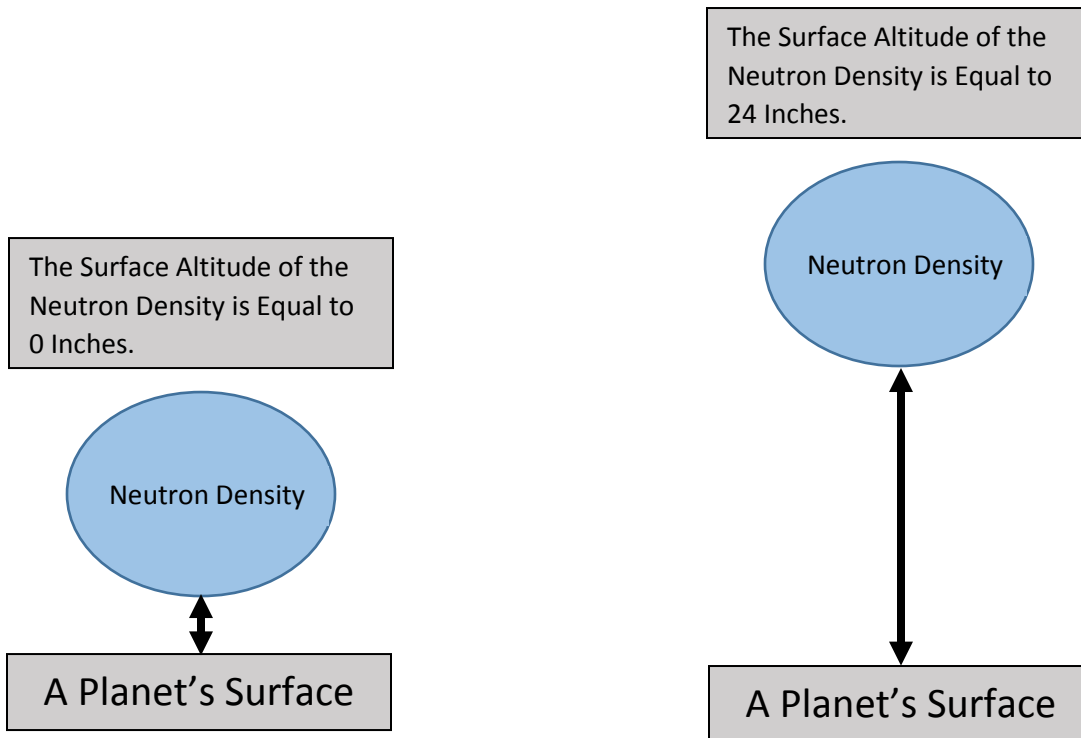 The Surface Altitude of the
Neutron Density is Equal to
0 Inches.
Neutron Density
A Planet’s Surface
The Surface Altitude of the
Neutron Density is Equal to
24 Inches.
Neutron Density
A Planet’s Surface